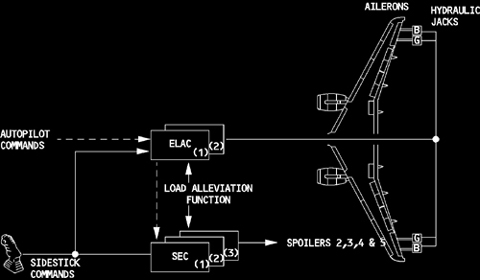 AILERONS
HYDRAULIC
JACKS
B
G
AUTOPILOT
COMMANDS
ELAC
(1)
(2)
LOAD ALLEVIATION
FUNCTION
G
B
SEC
(1)
(2)
(3)
SPOILERS 2,3,4 & 5
SIDESTICK
COMMANDS